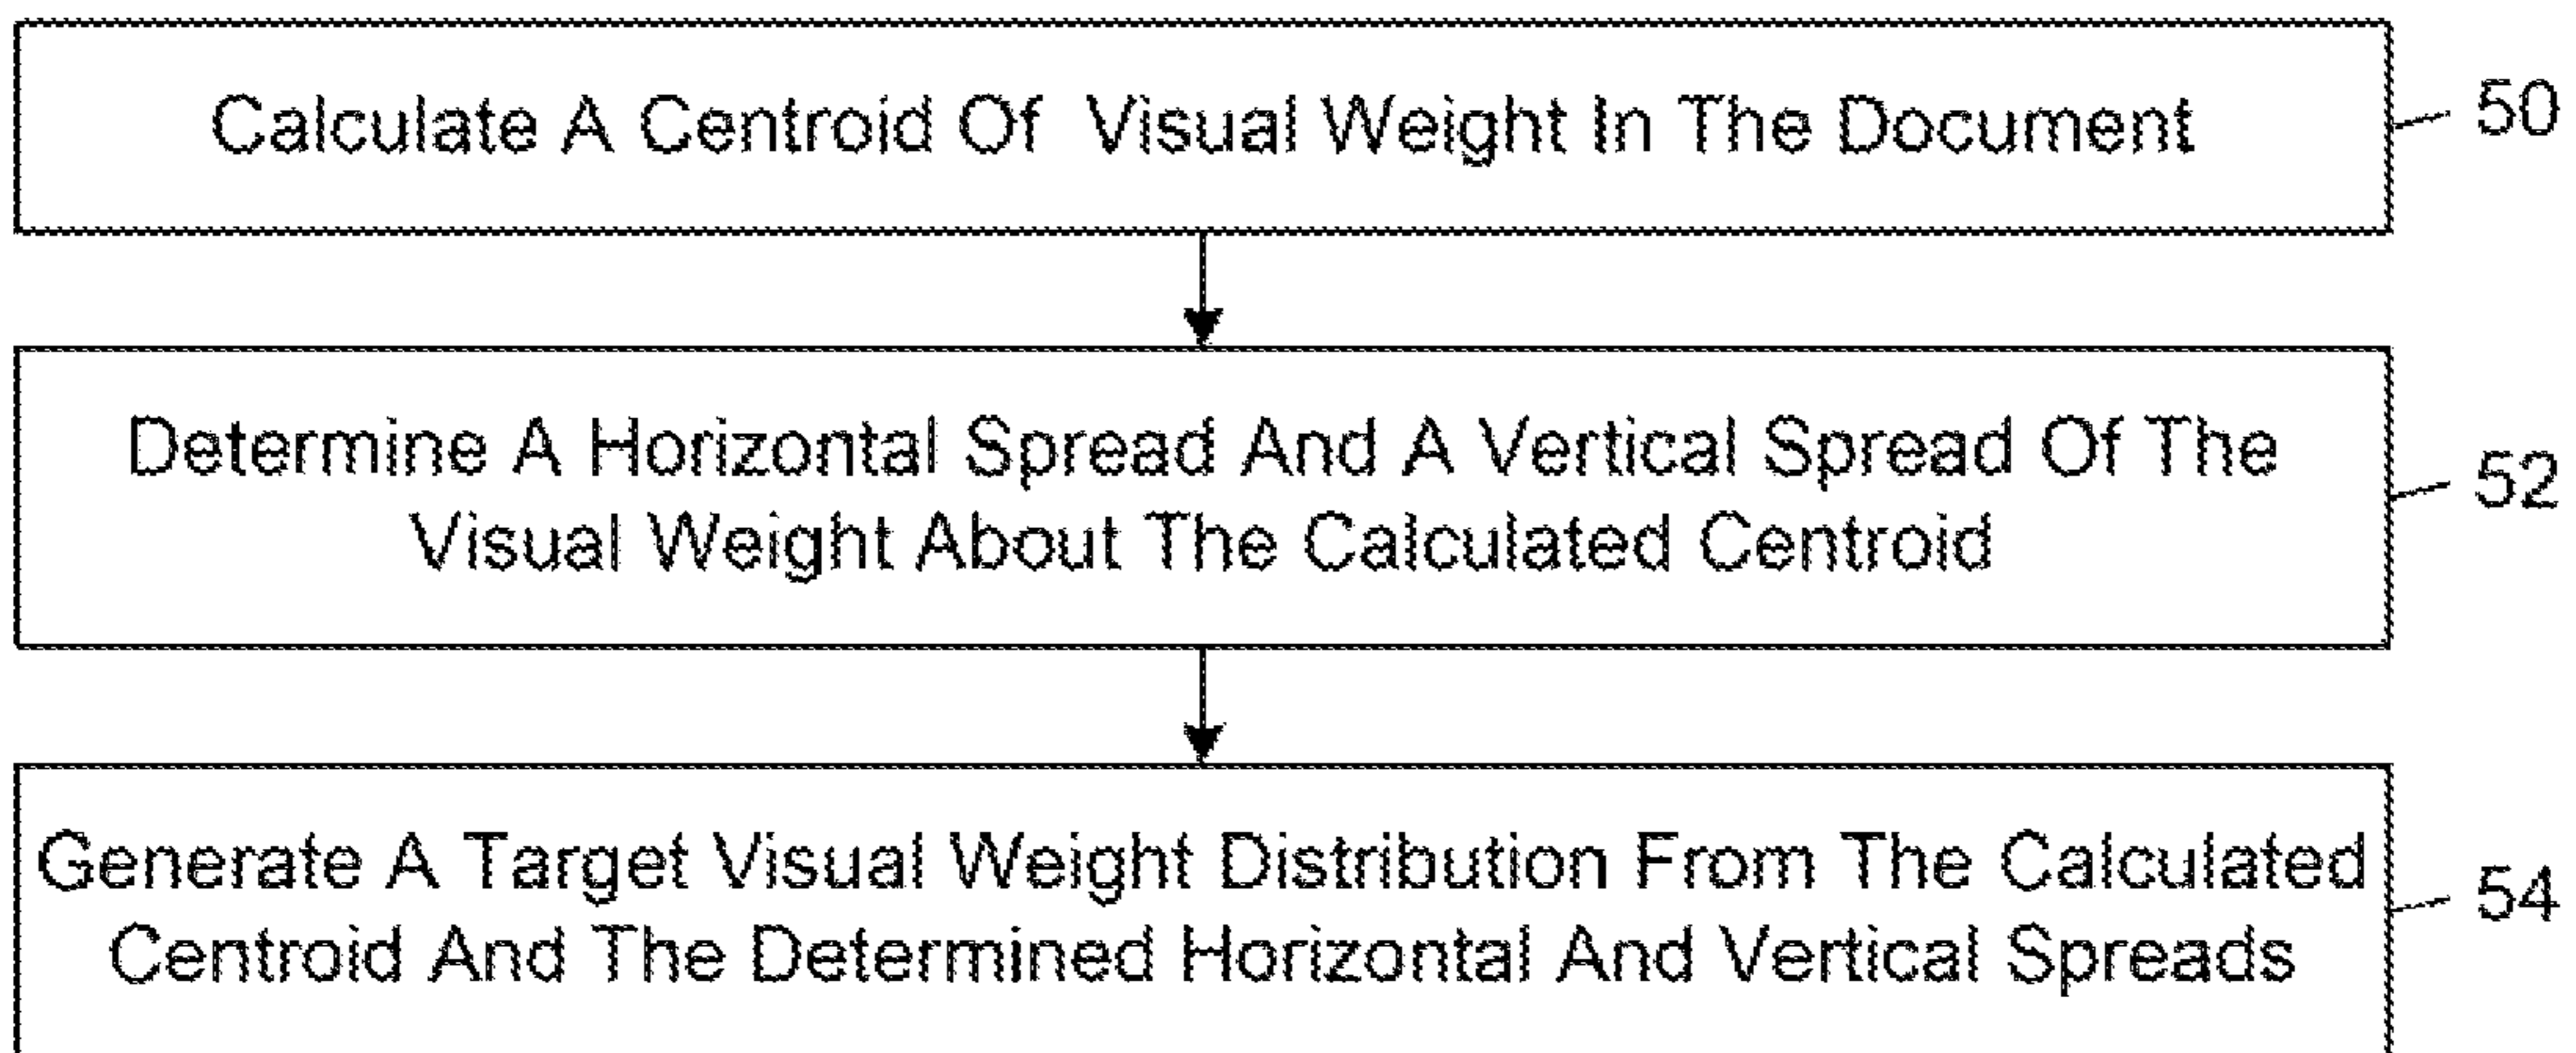 Calculate A Centroid Of Visual Weight In The Document
50
Determine A Horizontal Spread And A Vertical Spread Of The
Visual Weight About The Calculated Centroid
52
Generate A Target Visual Weight Distribution From The Calculated
Centroid And The Determined Horizontal And Vertical Spreads
54